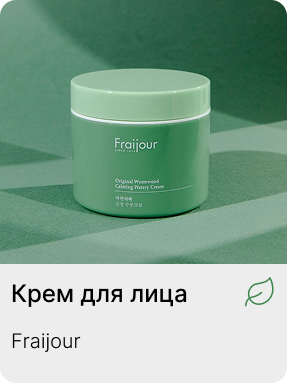 Fraijour
Original Wormwood
Calming Watery Cream
Крем для лица
Fraijour